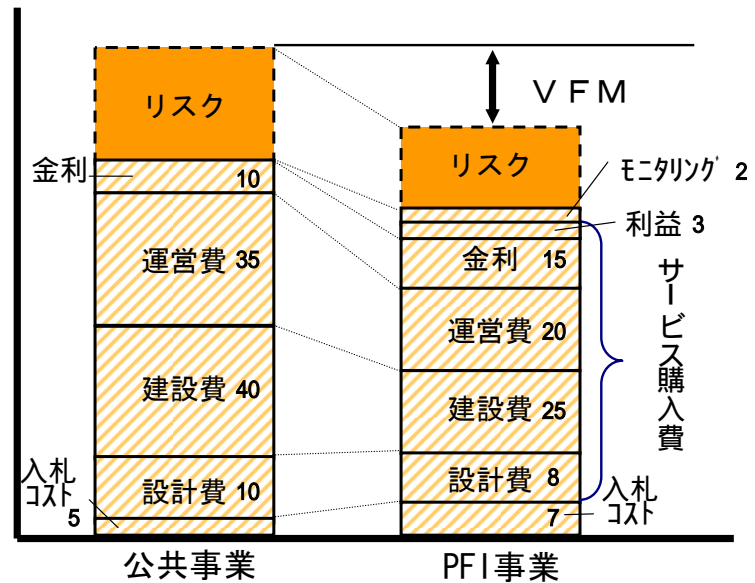 VFM
リスク
金利
10
運営費 35
建設費 40
入札
コスト
5
設計費 10
公共事業
リスク
モニタリング 2
利益 3
金利 15
運営費 20
建設費 25
設計費 8
7
入札
コスト
サービス購入費
PFI事業